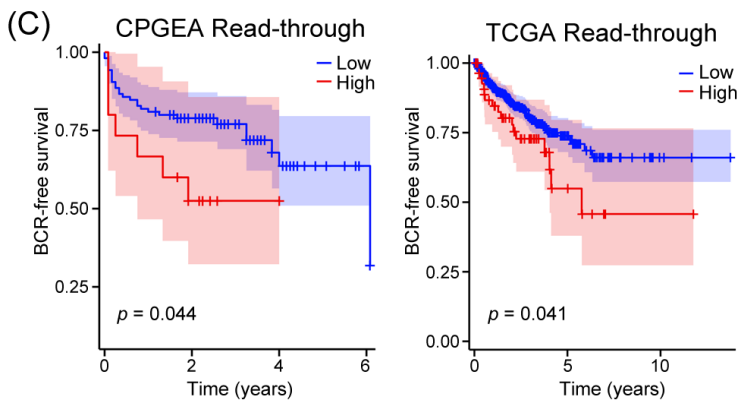 (C)
CPGEA Read-through
BCR-free survival
1.00
0.75
0.50
0.25
Low
High
p = 0.044
0 2 4 6
Time (years)
TCGA Read-through
BCR-free survival
1.00
0.75
0.50
0.25
0.00
Low
High
p = 0.041
0 5 10
Time (years)